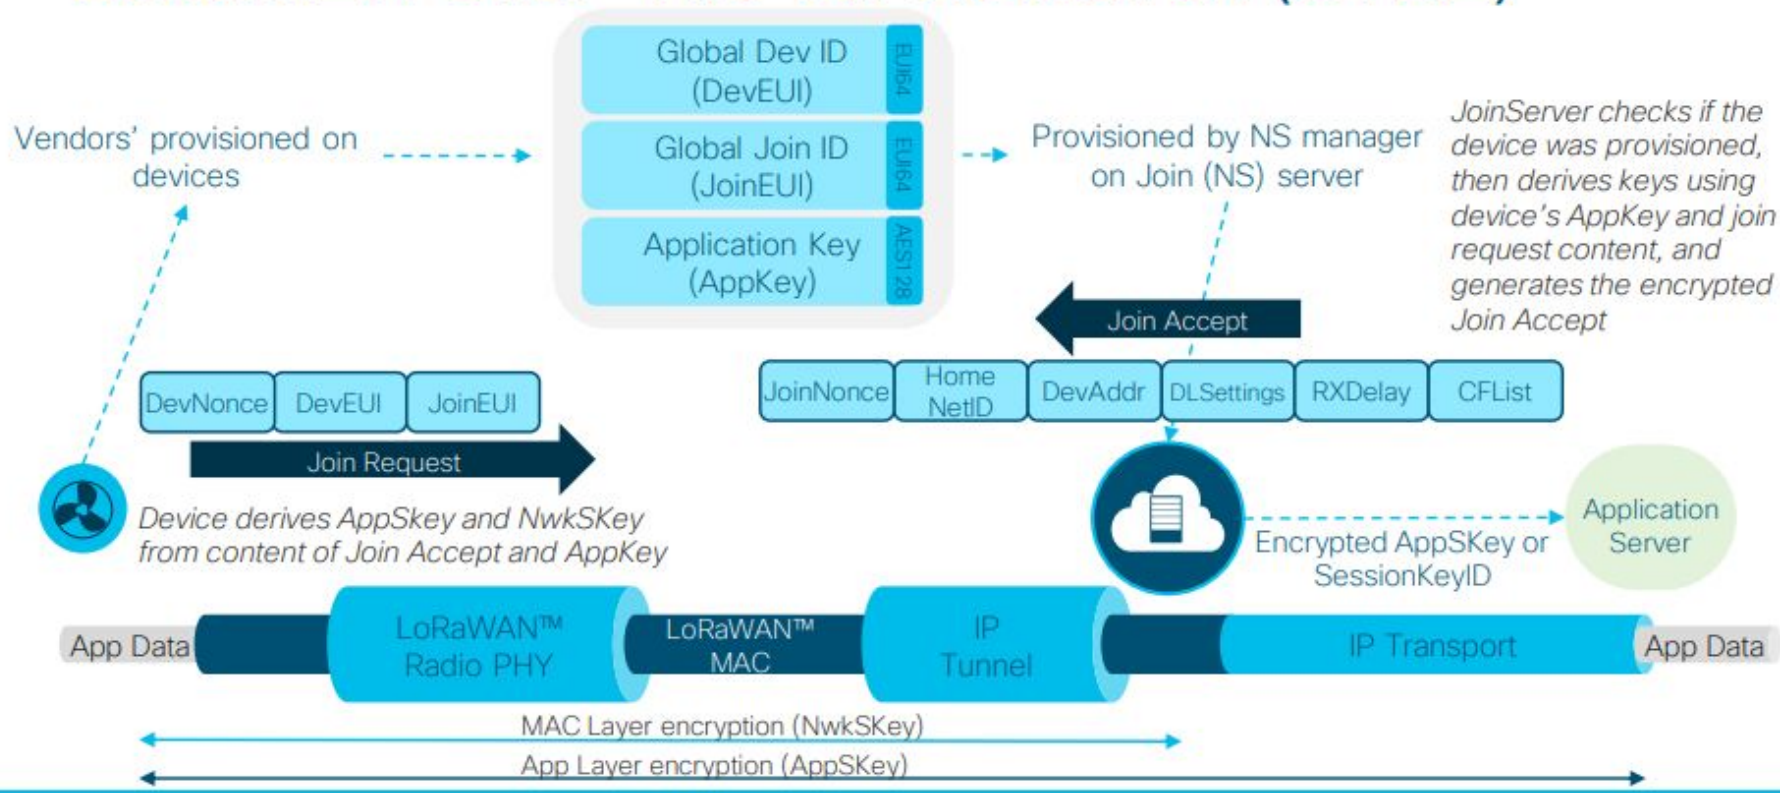 Global Dev ID
(DevEUI)
EUI64
Global Join ID
(JoinEUI)
EUI64
Application Key
(AppKey)
AES128
Vendors' provisioned on
devices
Provisioned by NS manager
on Join (NS) server
JoinServer checks if the
device was provisioned,
then derives keys using
device's AppKey and join
request content, and
generates the encrypted
Join Accept
Join Accept
JoinNonce
Home
NetID
DevAddr
DLSettings
RXDelay
CFList
DevNonce
DevEUI
JoinEUI
Join Request
Device derives AppSkey and NwkSKey
from content of Join Accept and AppKey
Encrypted AppSKey or
SessionKeyID
Application
Server
App Data
LoRaWAN™
Radio PHY
LoRaWAN™
MAC
IP
Tunnel
IP Transport
App Data
MAC Layer encryption (NwkSKey)
App Layer encryption (AppSKey)